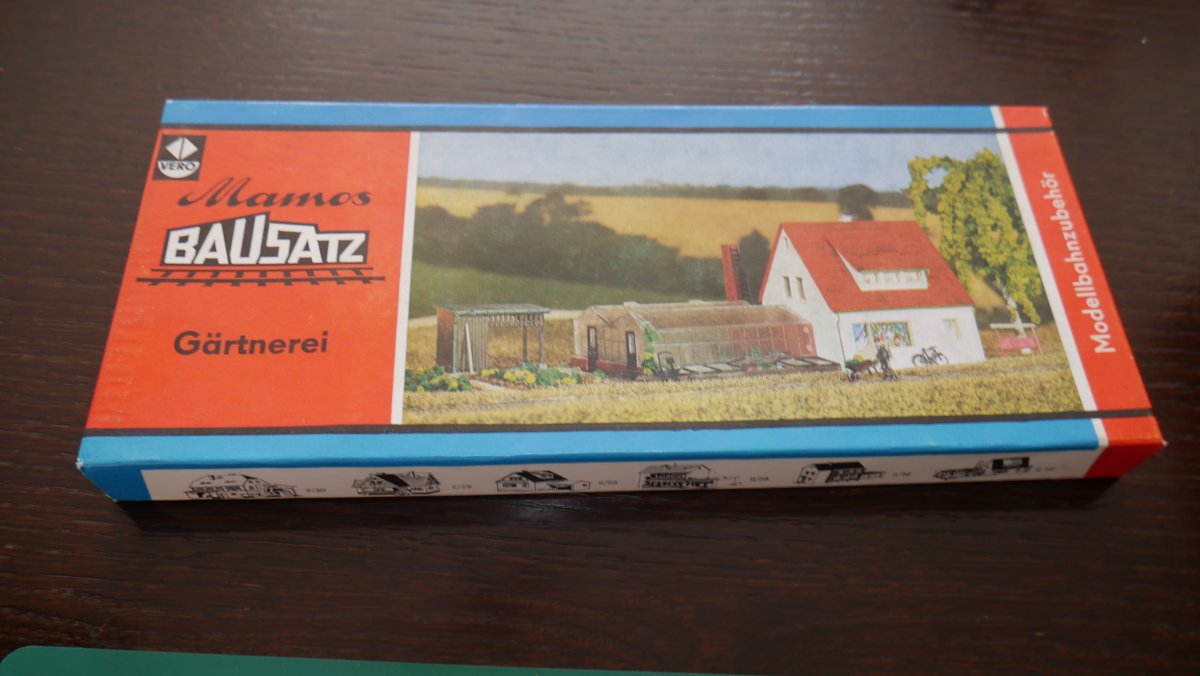 VERO
Mamos
BAUSATZ
Gärtnerei
Modellbahnzubehör